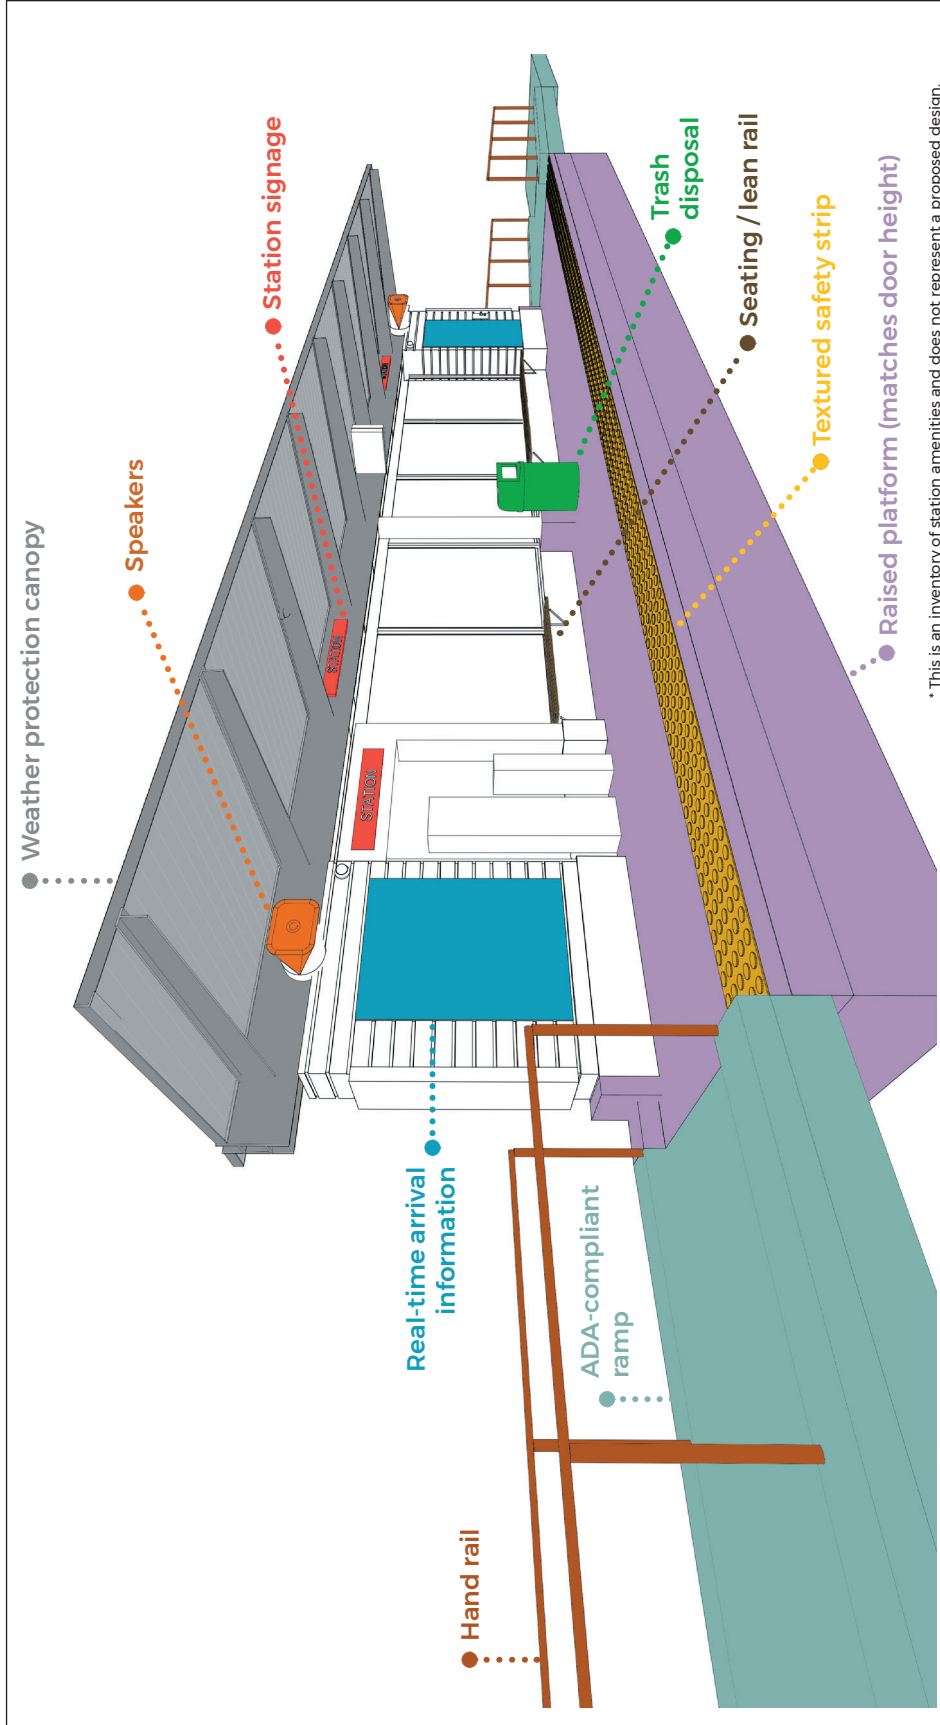 Weather protection canopy
Speakers
Station signage
STATION
STATION
Real-time arrival
information
Trash
disposal
Seating / lean rail
Hand rail
ADA-compliant
ramp
Textured safety strip
Raised platform (matches door height)
* This is an inventory of station amenities and does not represent a proposed design.